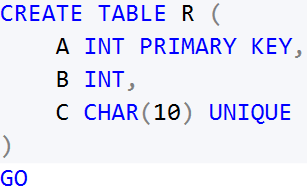 CREATE TABLE R (
    A INT PRIMARY KEY,
    B INT,
    C CHAR(10) UNIQUE
)
GO